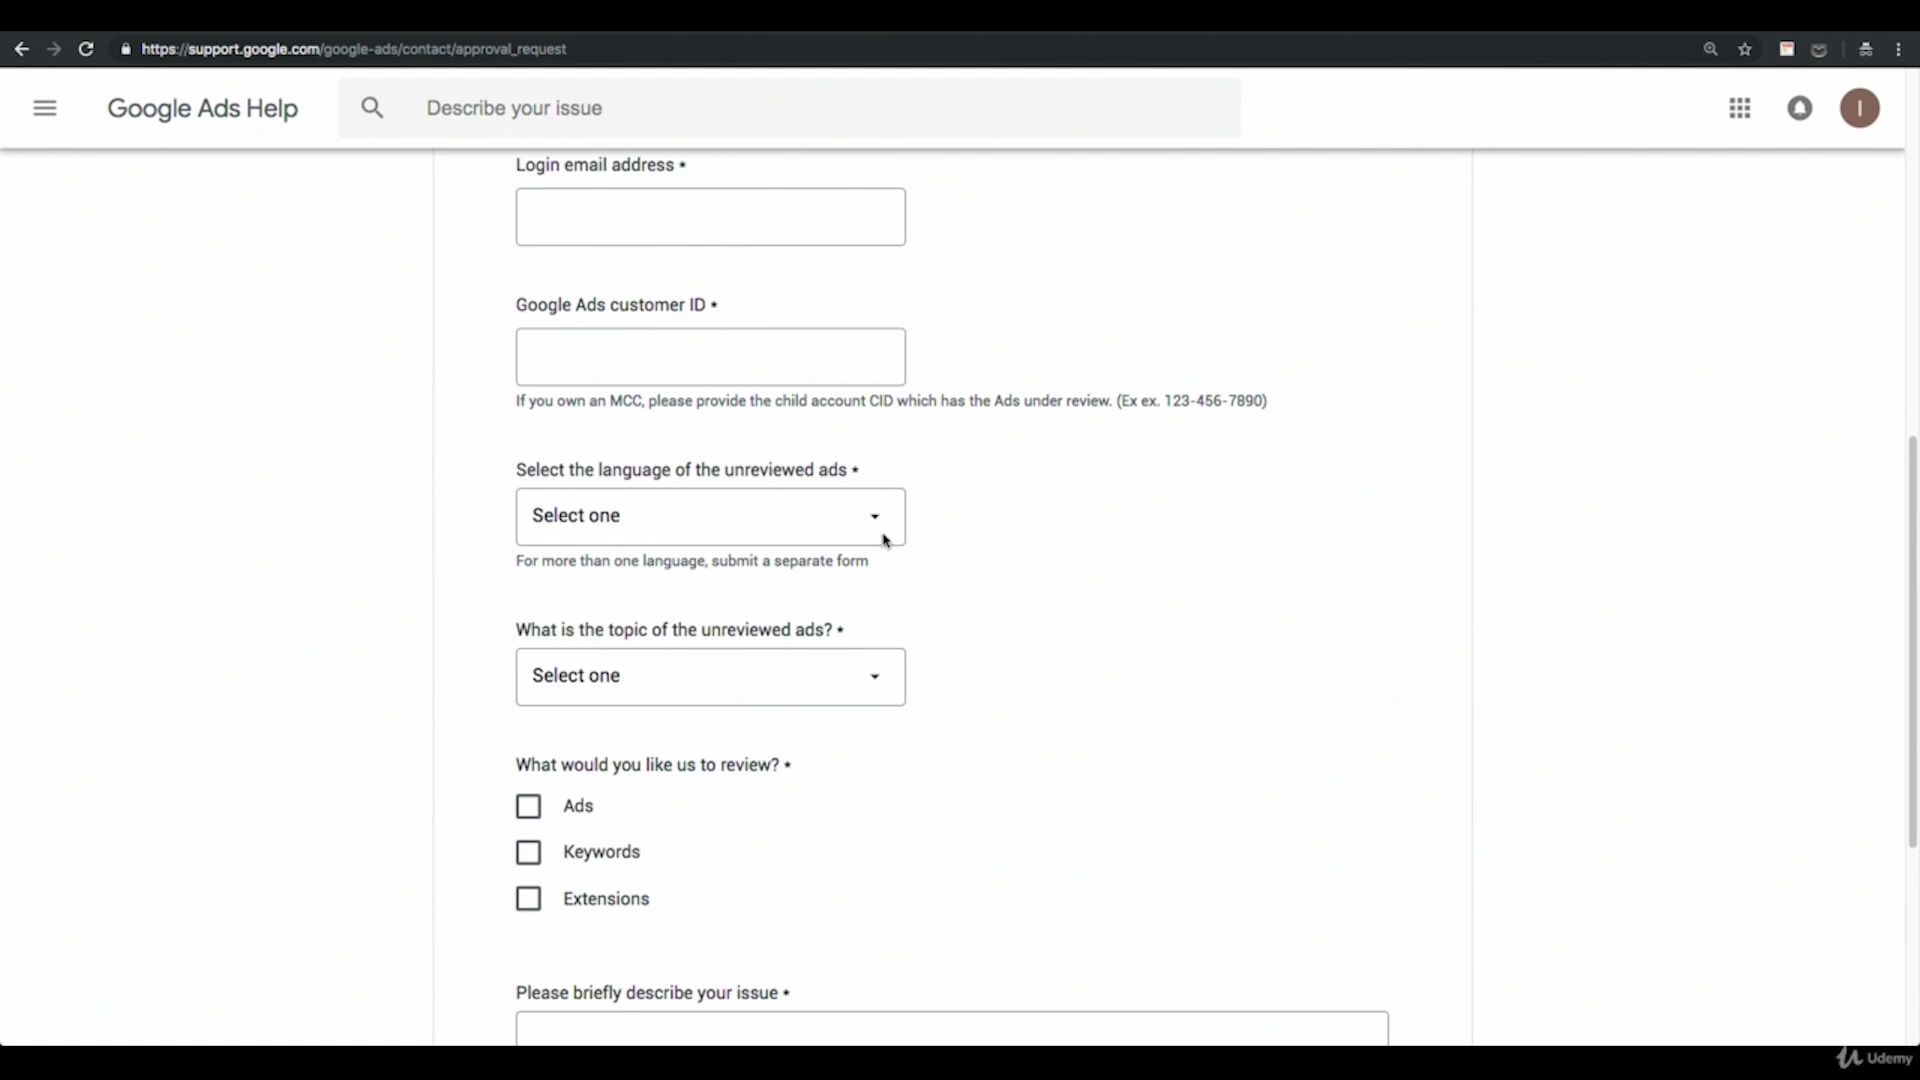 https://support.google.com/google-ads/contact/approval_request
Google Ads Help
Describe your issue
I
Login email address *
Google Ads customer ID *
If you own an MCC, please provide the child account CID which has the Ads under review. (Ex ex. 123-456-7890)
Select the language of the unreviewed ads *
Select one
For more than one language, submit a separate form
What is the topic of the unreviewed ads? *
Select one
What would you like us to review? *
Ads
Keywords
Extensions
Please briefly describe your issue *
Udemy